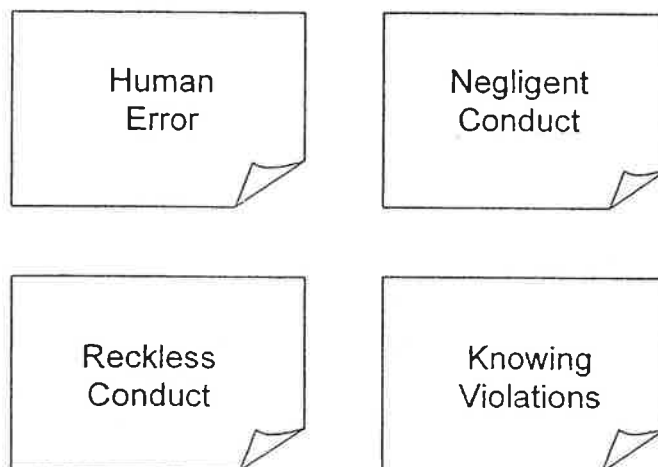 Human
Error
Negligent
Conduct
Reckless
Conduct
Knowing
Violations